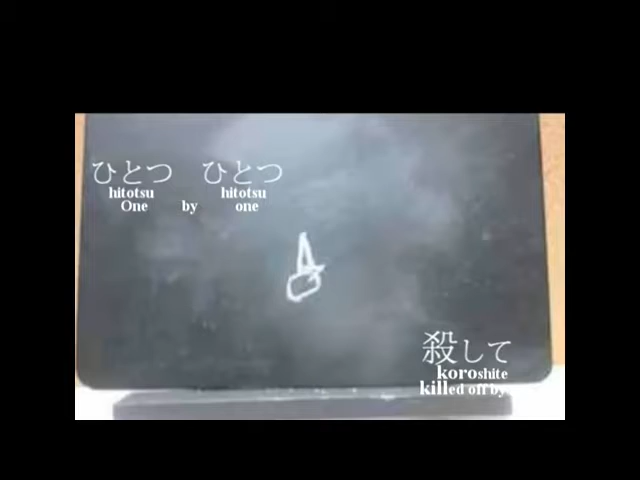 ひとつ ひとつ
hitotsu hitotsu
One by one
殺して
koroshite
killed off by